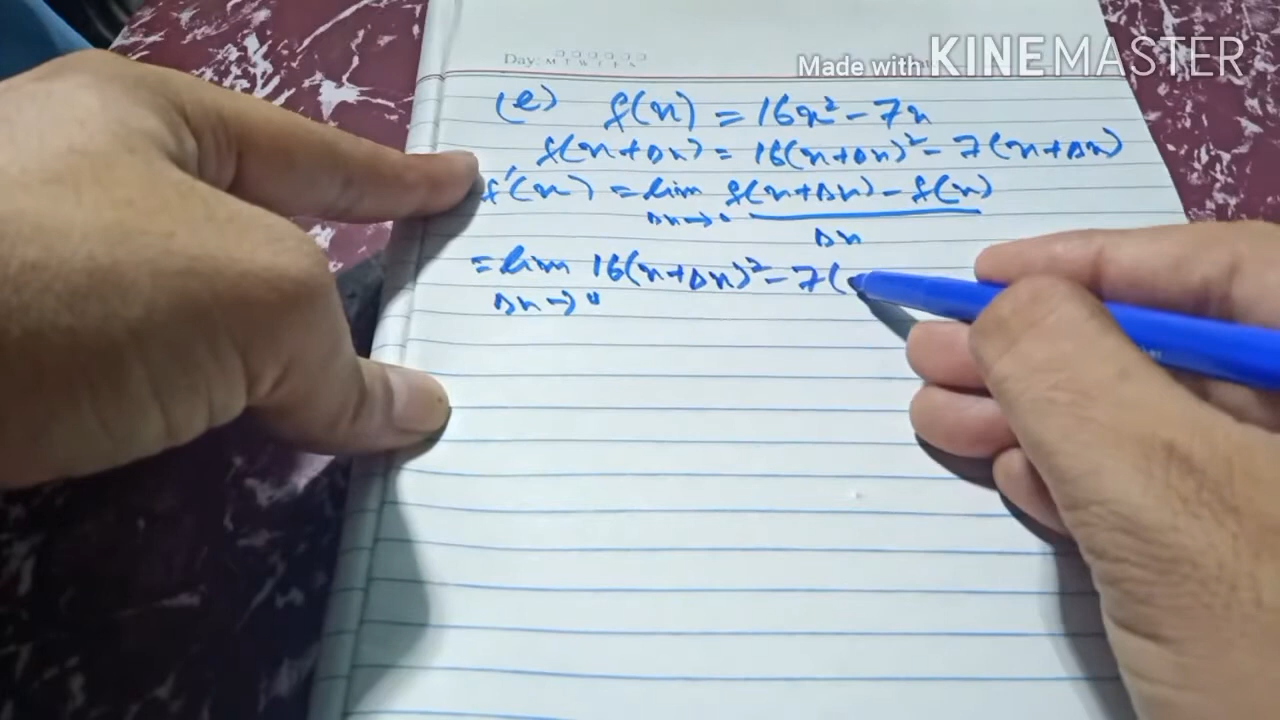 Made with KINEMASTER
Day: M T W T F S
(e) f(x) = 16x² - 7x
f(x+Δx) = 16(x+Δx)² - 7(x+Δx)
f'(x) = lim f(x+Δx) - f(x)
Δx→0 Δx
= lim 16(x+Δx)² - 7(
Δx→0